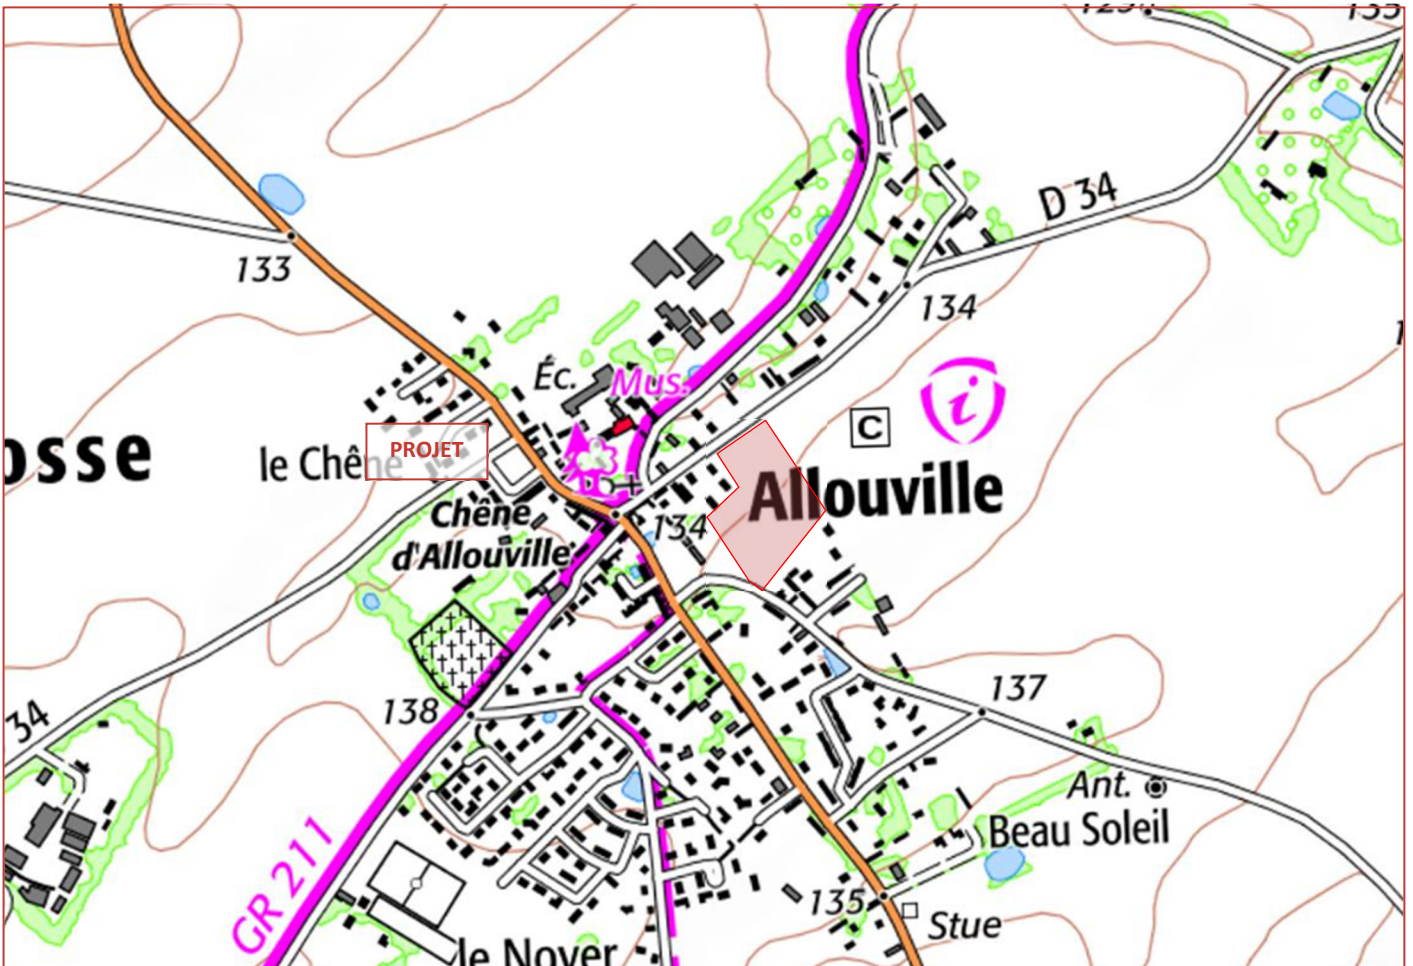 D 34
133
134
Éc.
Mus.
i
C
PROJET
osse
le Chêne
Allouville
Chêne
d'Allouville
134
137
138
34
Ant.
Beau Soleil
GR 211
135
Stue
le Noyer